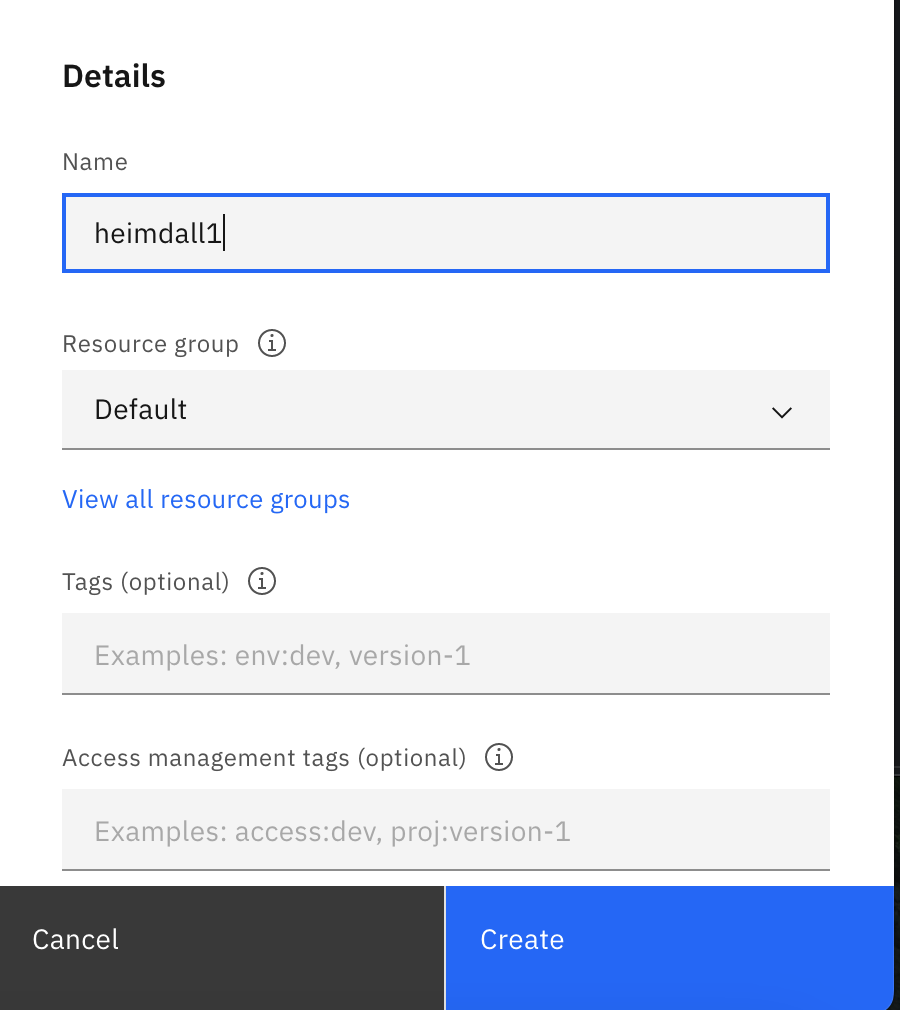 Details
Name
heimdall1
Resource group
Default
View all resource groups
Tags (optional)
Examples: env:dev, version-1
Access management tags (optional)
Examples: access:dev, proj:version-1
Cancel
Create